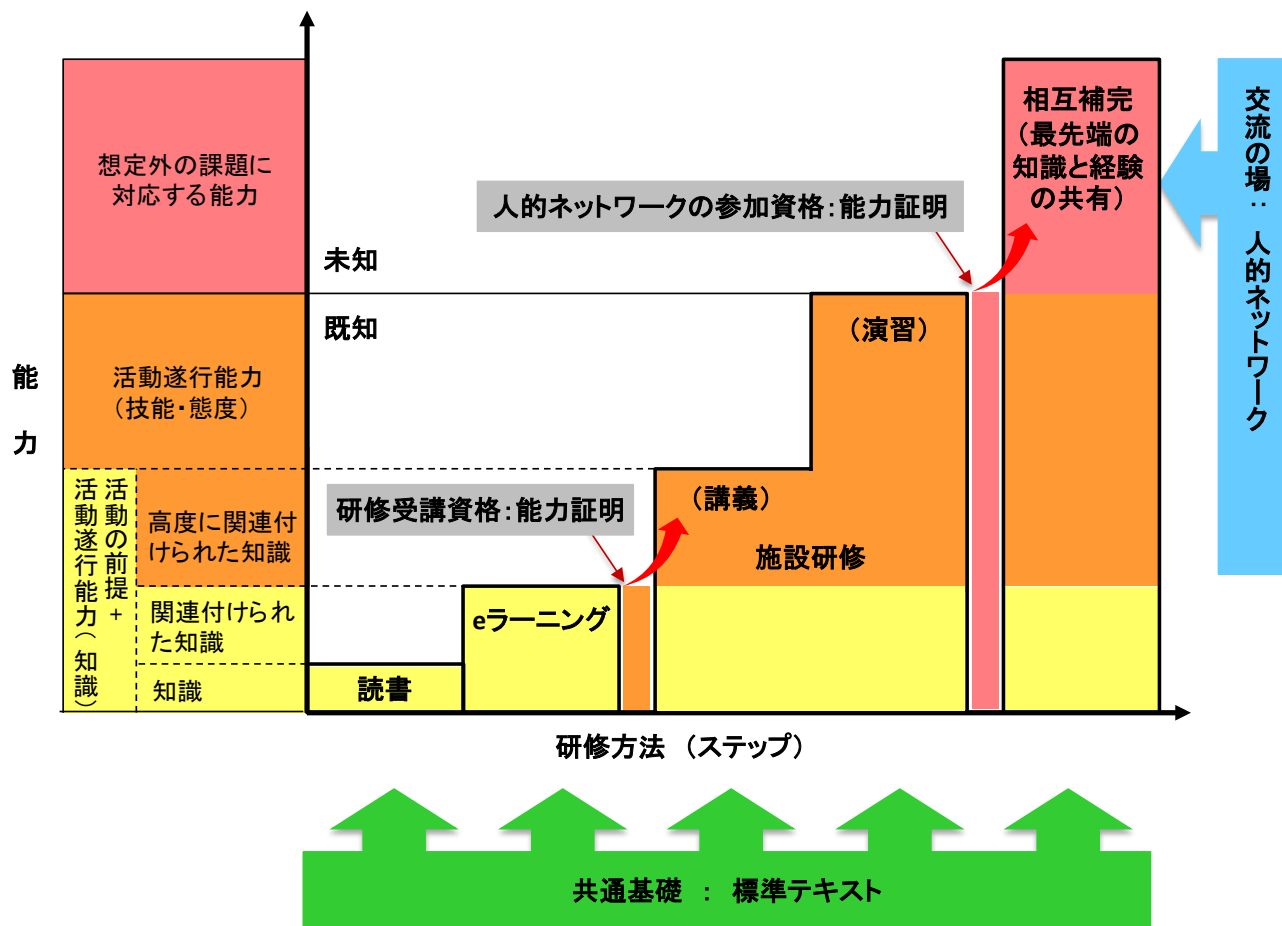 想定外の課題に
対応する能力
未知
既知
能
力
活動遂行能力
（技能・態度）
活動の前提＋
活動遂行能力（知識）
高度に関連付
けられた知識
関連付けられ
た知識
知識
読書
eラーニング
研修受講資格：能力証明
（講義）
（演習）
施設研修
人的ネットワークの参加資格：能力証明
相互補完
（最先端の
知識と経験
の共有）
交流の場： 人的ネットワーク
研修方法 （ステップ）
共通基礎 ： 標準テキスト